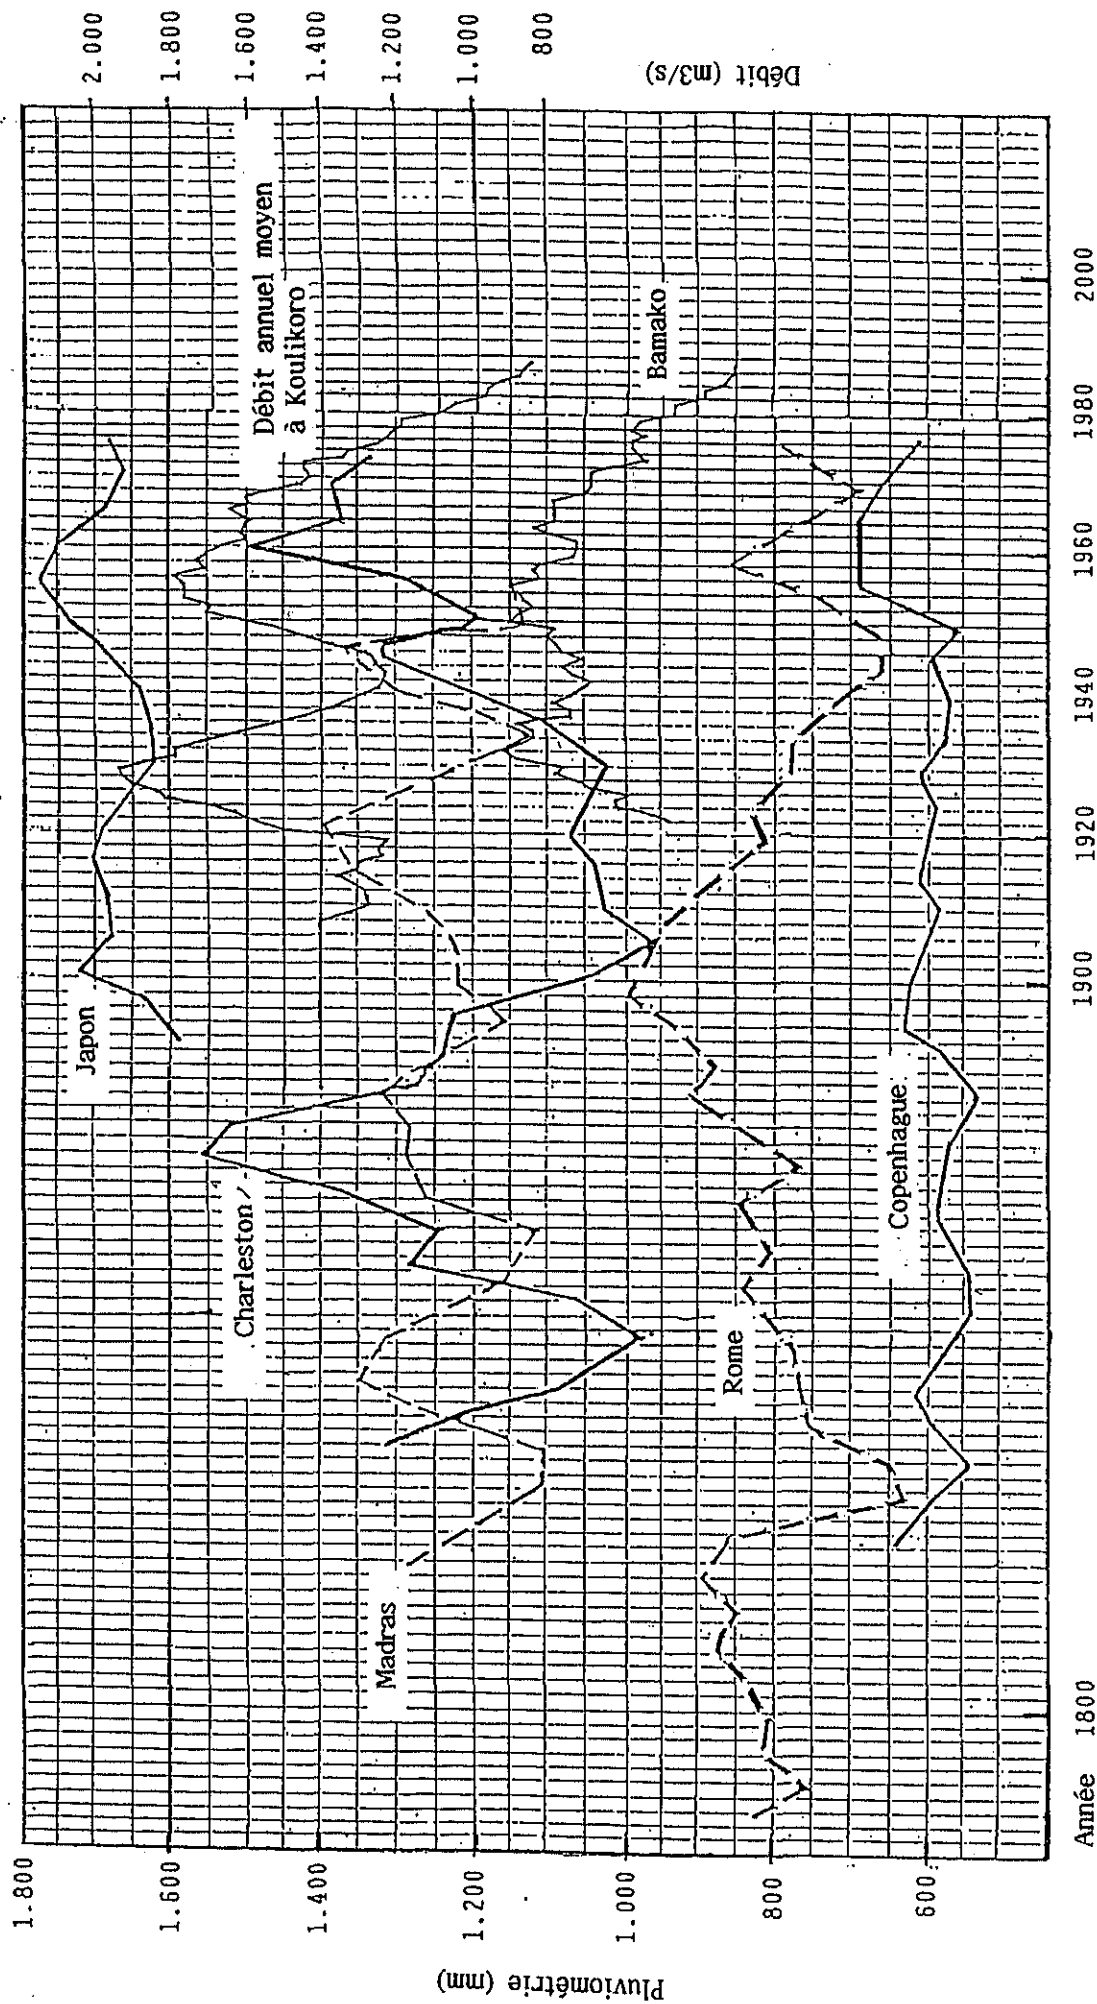 Pluviométrie (mm)
1.800
1.600
1.400
1.200
1.000
800
600
Débit (m3/s)
2.000
1.800
1.600
1.400
1.200
1.000
800
Japon
Débit annuel moyen
à Koulikoro
Charleston
Bamako
Madras
Rome
Copenhague
Année
1800
1900
1920
1940
1960
1980
2000